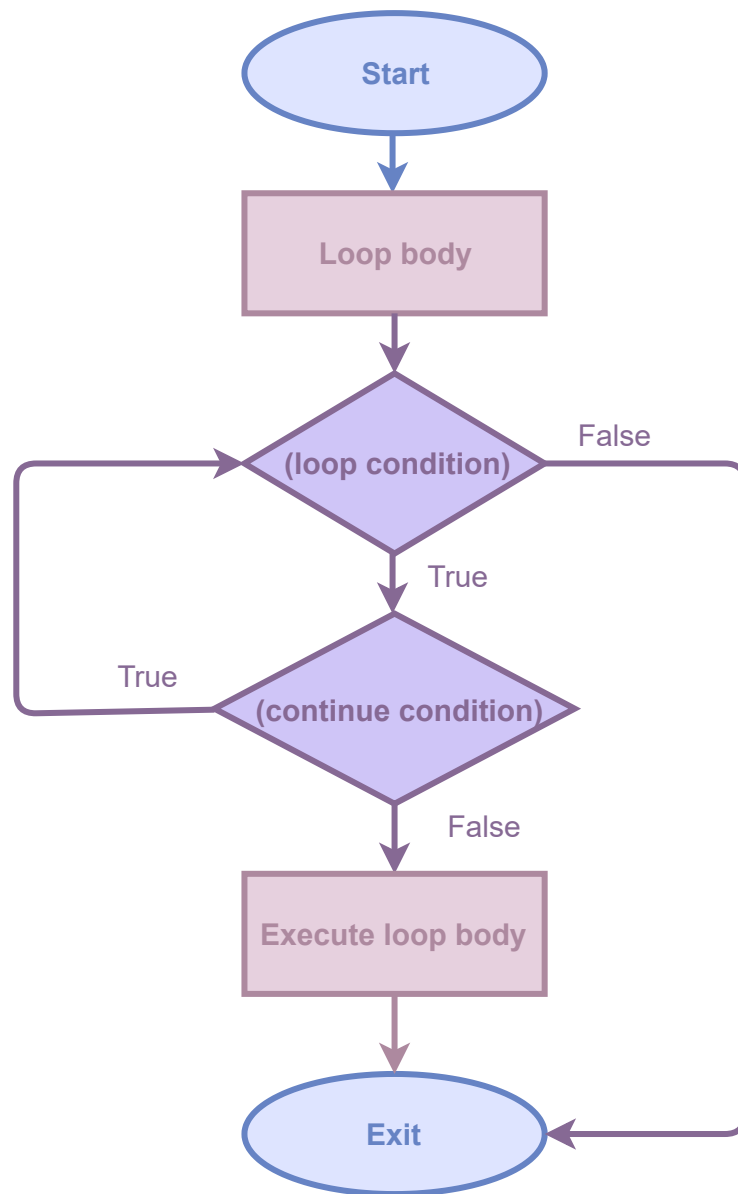 Start
Loop body
False
(loop condition)
True
True
(continue condition)
False
Execute loop body
Exit